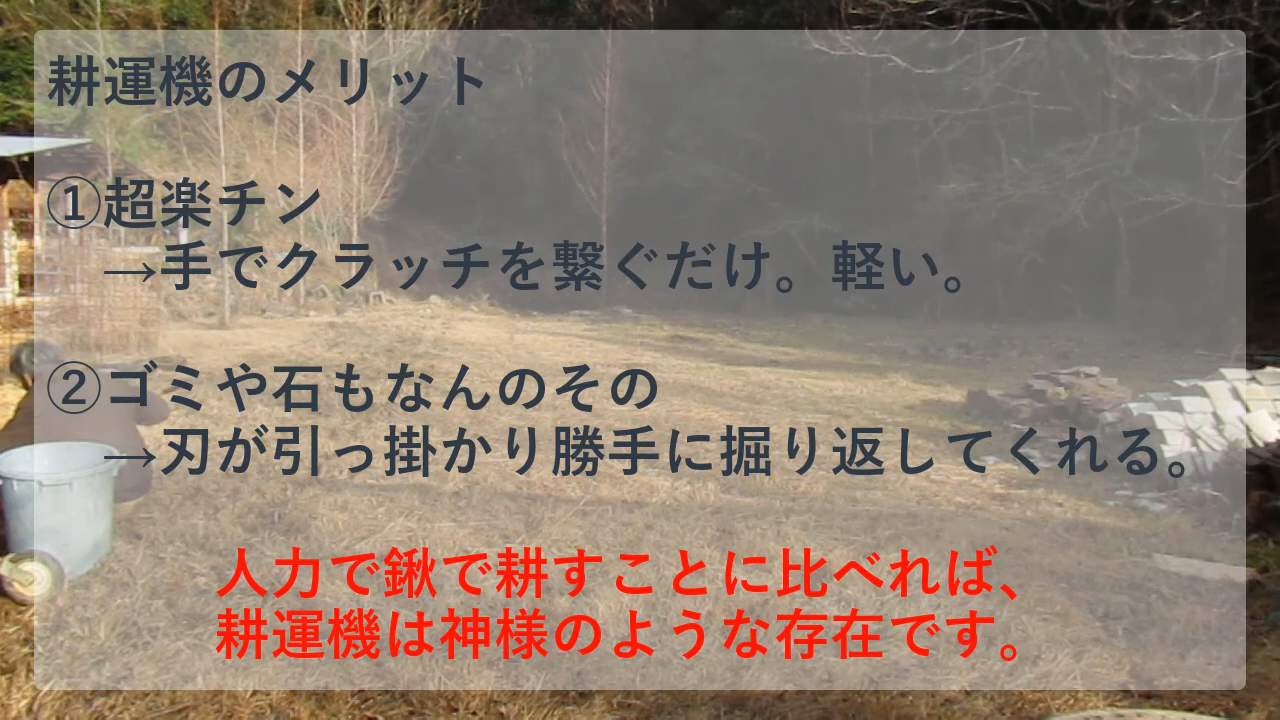 耕運機のメリット
①超楽チン
→手でクラッチを繋ぐだけ。軽い。
②ゴミや石もなんのその
→刃が引っ掛かり勝手に掘り返してくれる。
人力で鍬で耕すことに比べれば、
耕運機は神様のような存在です。